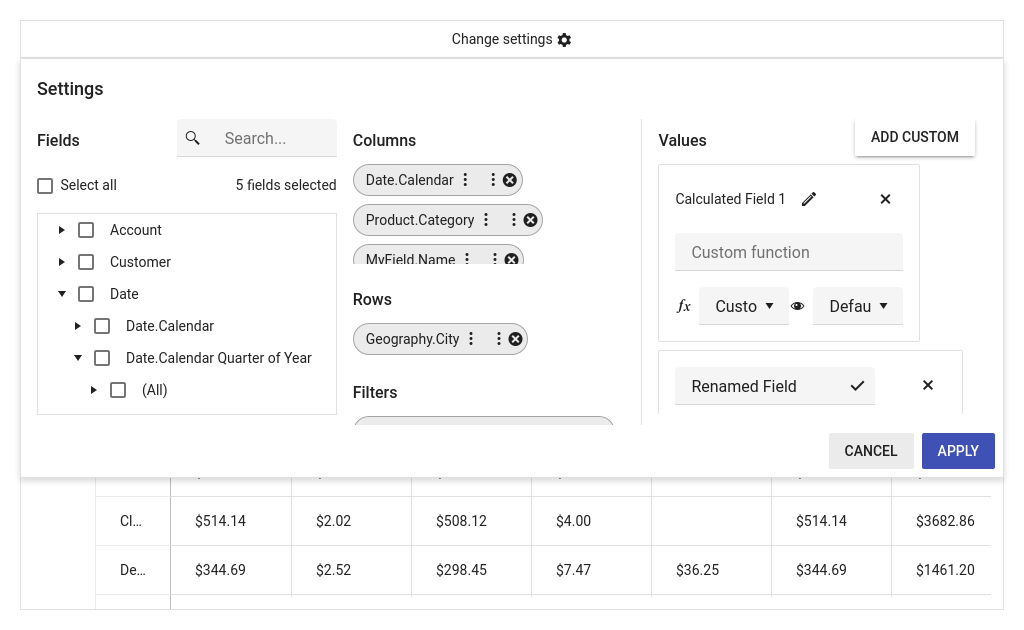 Change settings
Settings
Fields
Search...
Select all
5 fields selected
Account
Customer
Date
Date.Calendar
Date.Calendar Quarter of Year
(All)
Columns
Date.Calendar
Product.Category
MyField.Name
Rows
Geography.City
Filters
Values
ADD CUSTOM
Calculated Field 1
Custom function
fx
Custo
Defau
Renamed Field
CANCEL
APPLY
Cl... $514.14 $2.02 $508.12 $4.00 $514.14 $3682.86
De... $344.69 $2.52 $298.45 $7.47 $36.25 $344.69 $1461.20